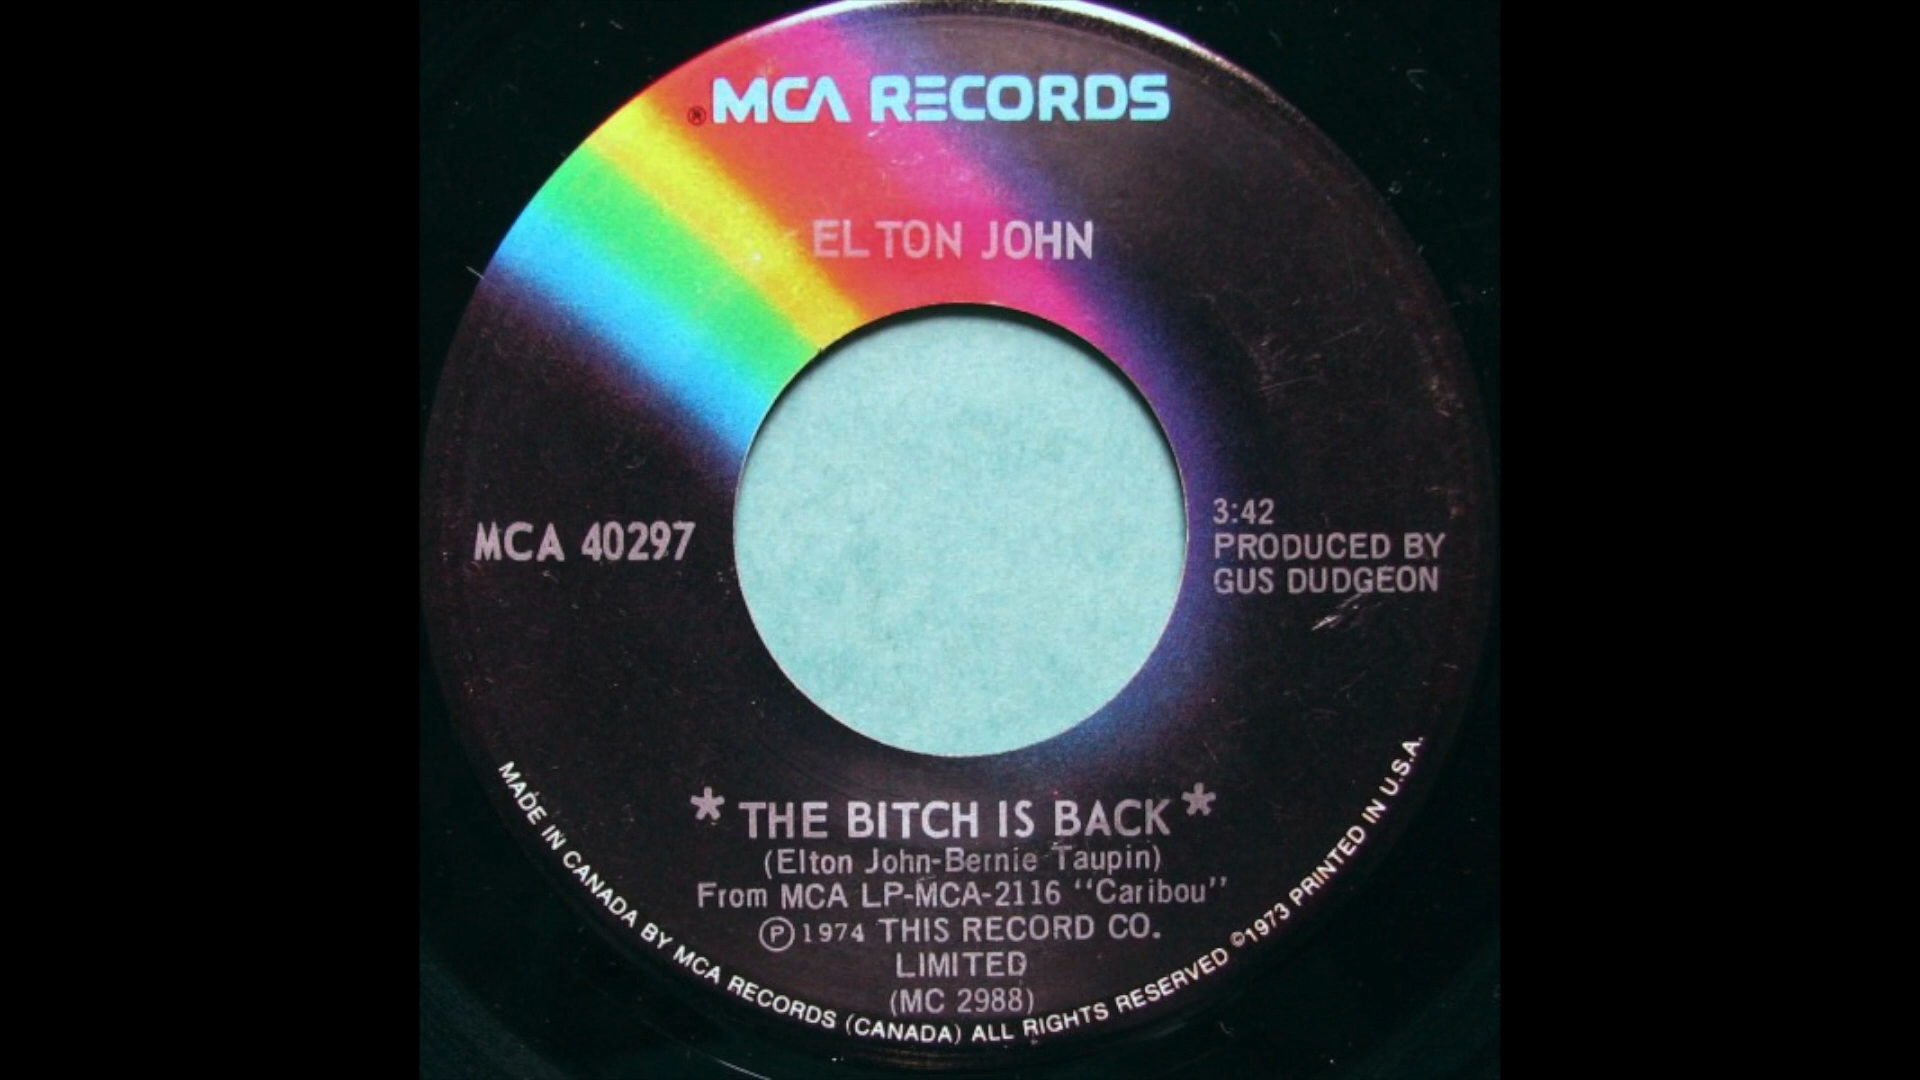 ® MCA RECORDS
ELTON JOHN
MCA 40297
3:42
PRODUCED BY
GUS DUDGEON
* THE BITCH IS BACK *
(Elton John-Bernie Taupin)
From MCA LP-MCA-2116 "Caribou"
Ⓟ 1974 THIS RECORD CO.
LIMITED
(MC 2988)
MADE IN CANADA BY MCA RECORDS (CANADA) ALL RIGHTS RESERVED ©1973 PRINTED IN U.S.A.